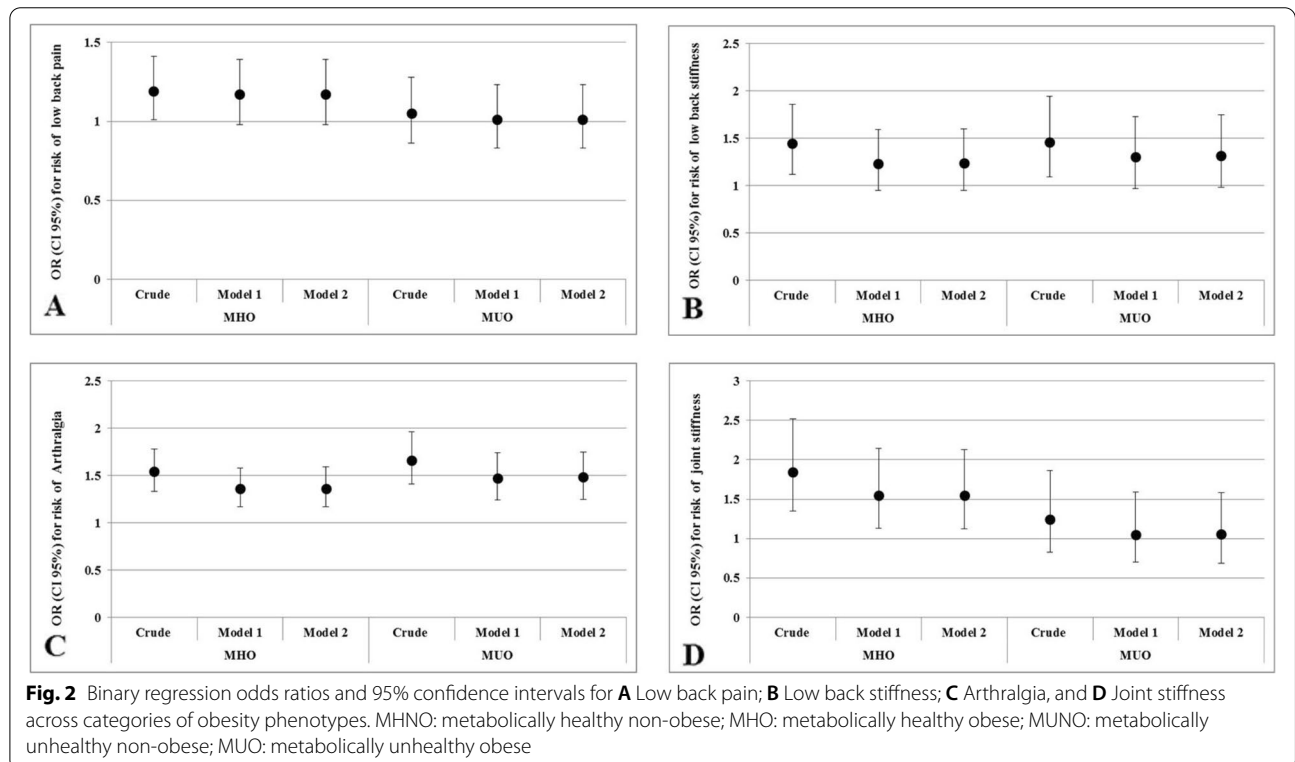 OR (CI 95%) for risk of low back pain
1.5
1
0.5
0
Crude Model 1 Model 2 Crude Model 1 Model 2
MHO MUO
A
OR (CI 95%) for risk of low back stiffness
2.5
2
1.5
1
0.5
0
Crude Model 1 Model 2 Crude Model 1 Model 2
MHO MUO
B
OR (CI 95%) for risk of Arthralgia
2.5
2
1.5
1
0.5
0
Crude Model 1 Model 2 Crude Model 1 Model 2
MHO MUO
C
OR (CI 95%) for risk of joint stiffness
3
2.5
2
1.5
1
0.5
0
Crude Model 1 Model 2 Crude Model 1 Model 2
MHO MUO
D
Fig. 2 Binary regression odds ratios and 95% confidence intervals for A Low back pain; B Low back stiffness; C Arthralgia, and D Joint stiffness
across categories of obesity phenotypes. MHNO: metabolically healthy non-obese; MHO: metabolically healthy obese; MUNO: metabolically
unhealthy non-obese; MUO: metabolically unhealthy obese